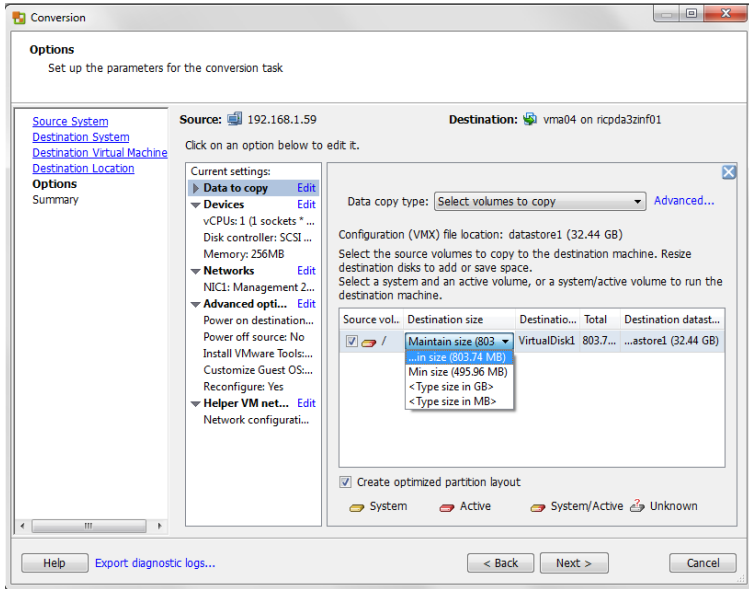 Conversion
Options
Set up the parameters for the conversion task
Source System
Destination System
Destination Virtual Machine
Destination Location
Options
Summary
Source: 192.168.1.59
Destination: vma04 on ricpda3zinf01
Click on an option below to edit it.
Current settings:
Data to copy Edit
Devices Edit
vCPUs: 1 (1 sockets * ...
Disk controller: SCSI ...
Memory: 256MB
Networks Edit
NIC1: Management 2...
Advanced opti... Edit
Power on destination...
Power off source: No
Install VMware Tools:...
Customize Guest OS:...
Reconfigure: Yes
Helper VM net... Edit
Network configurati...
Data copy type: Select volumes to copy Advanced...
Configuration (VMX) file location: datastore1 (32.44 GB)
Select the source volumes to copy to the destination machine. Resize
destination disks to add or save space.
Select a system and an active volume, or a system/active volume to run the
destination machine.
Source vol.. Destination size Destinatio... Total Destination datast...
/ Maintain size (803 VirtualDisk1 803.7... ...astore1 (32.44 GB)
...in size (803.74 MB)
Min size (495.96 MB)
<Type size in GB>
<Type size in MB>
Create optimized partition layout
System Active System/Active Unknown
Help Export diagnostic logs... < Back Next > Cancel